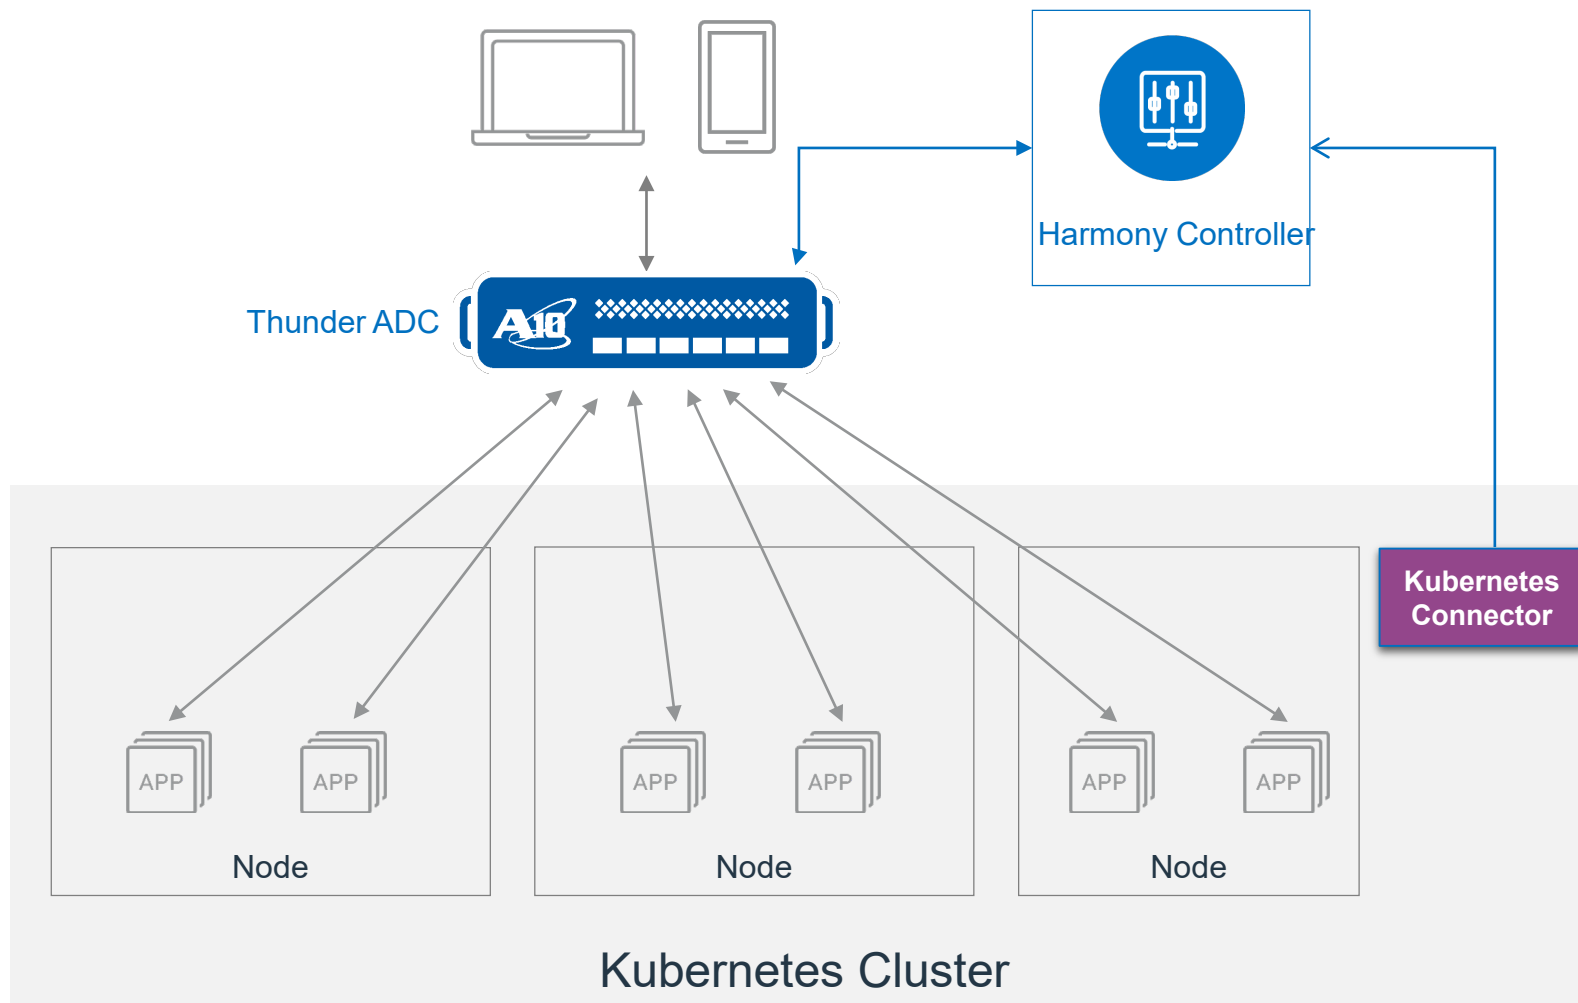 Harmony Controller
Thunder ADC
A10
Kubernetes
Connector
APP
APP
APP
APP
APP
APP
Node
Node
Node
Kubernetes Cluster